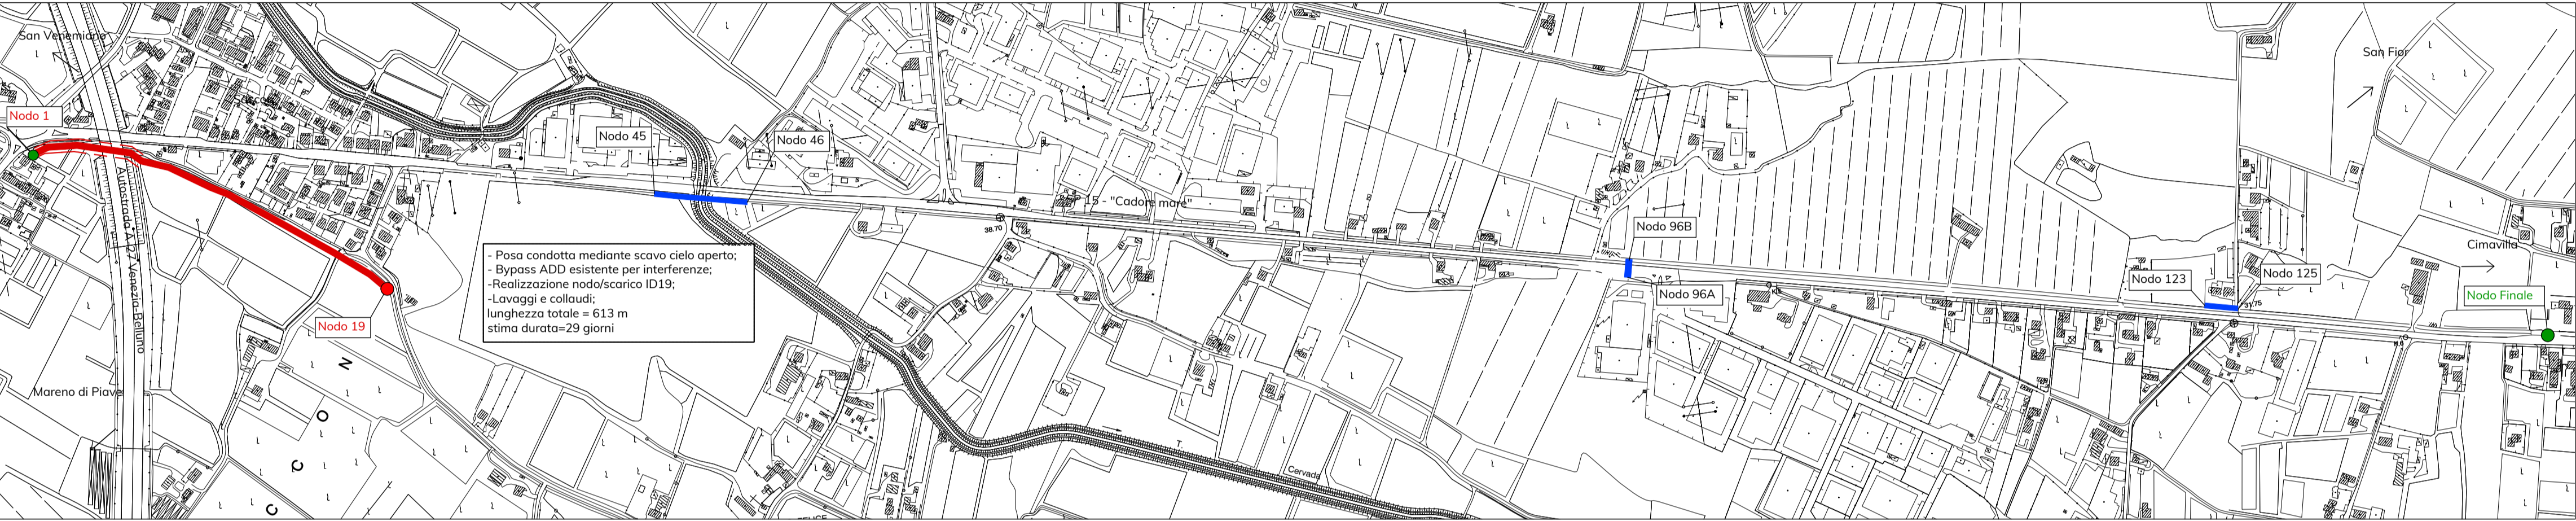 San Vendemiano
San Fior
Nodo 1
Nodo 45
Nodo 46
15 - "Cadore mare"
38.70
Nodo 96B
Cimavilla
Autostrada A 27 Venezia-Belluno
- Posa condotta mediante scavo cielo aperto;
- Bypass ADD esistente per interferenze;
-Realizzazione nodo/scarico ID19;
-Lavaggi e collaudi;
lunghezza totale = 613 m
stima durata=29 giorni
Nodo 123
Nodo 125
Nodo 96A
Nodo Finale
Nodo 19
N
Mareno di Piave
O
C
C
T.
Cervada